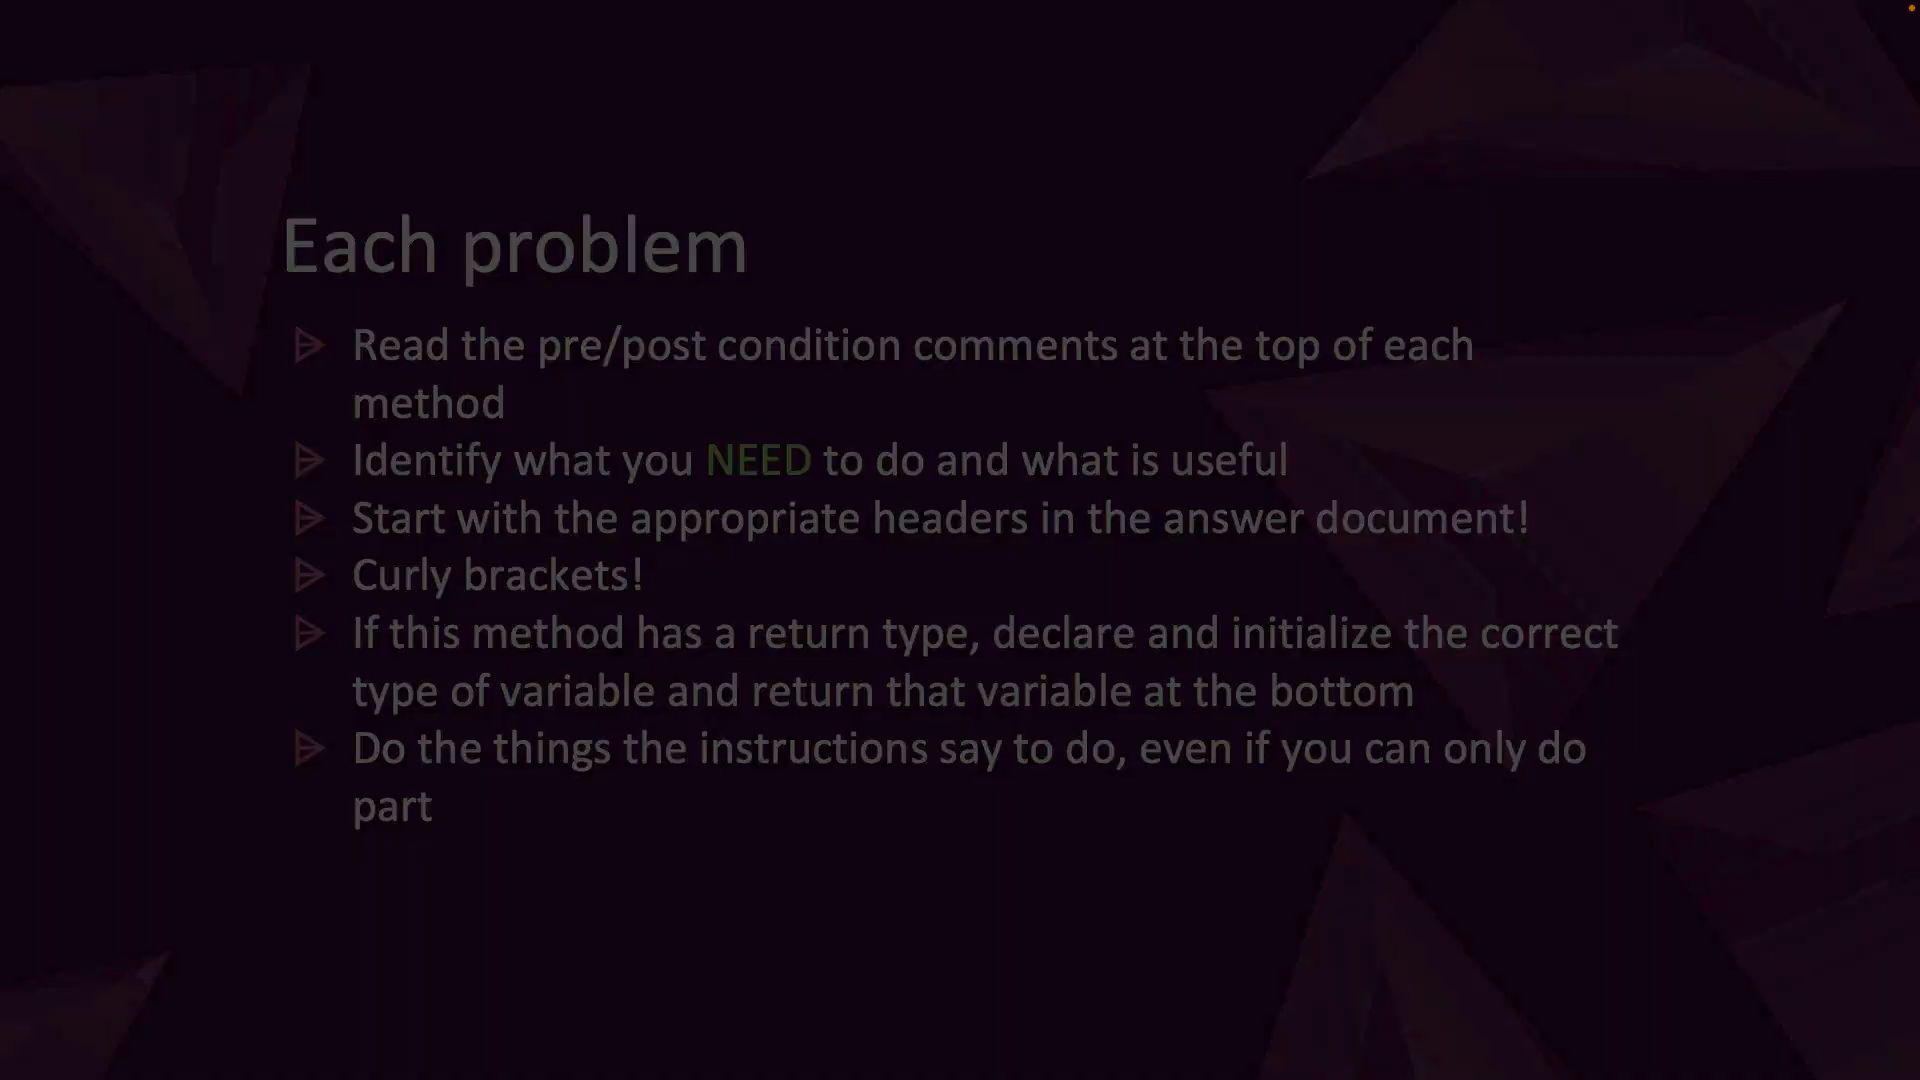 Each problem
Read the pre/post condition comments at the top of each
method
Identify what you NEED to do and what is useful
Start with the appropriate headers in the answer document!
Curly brackets!
If this method has a return type, declare and initialize the correct
type of variable and return that variable at the bottom
Do the things the instructions say to do, even if you can only do
part